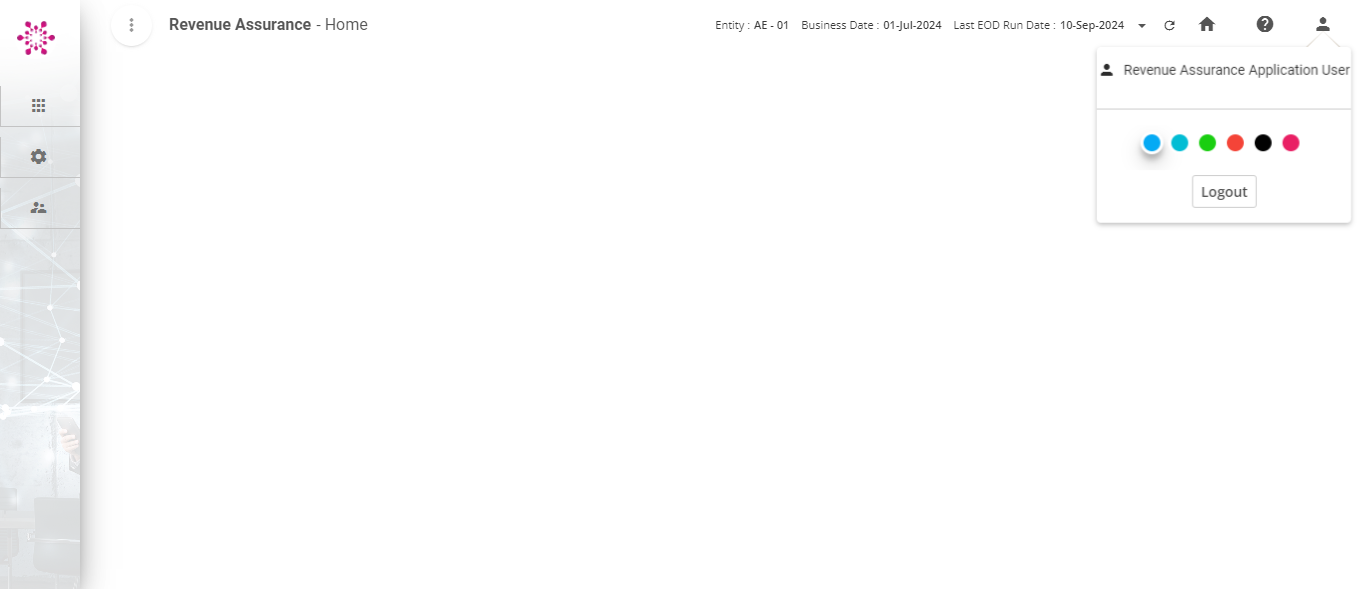 Revenue Assurance - Home
Entity : AE - 01 Business Date : 01-Jul-2024 Last EOD Run Date : 10-Sep-2024
Revenue Assurance Application User
Logout